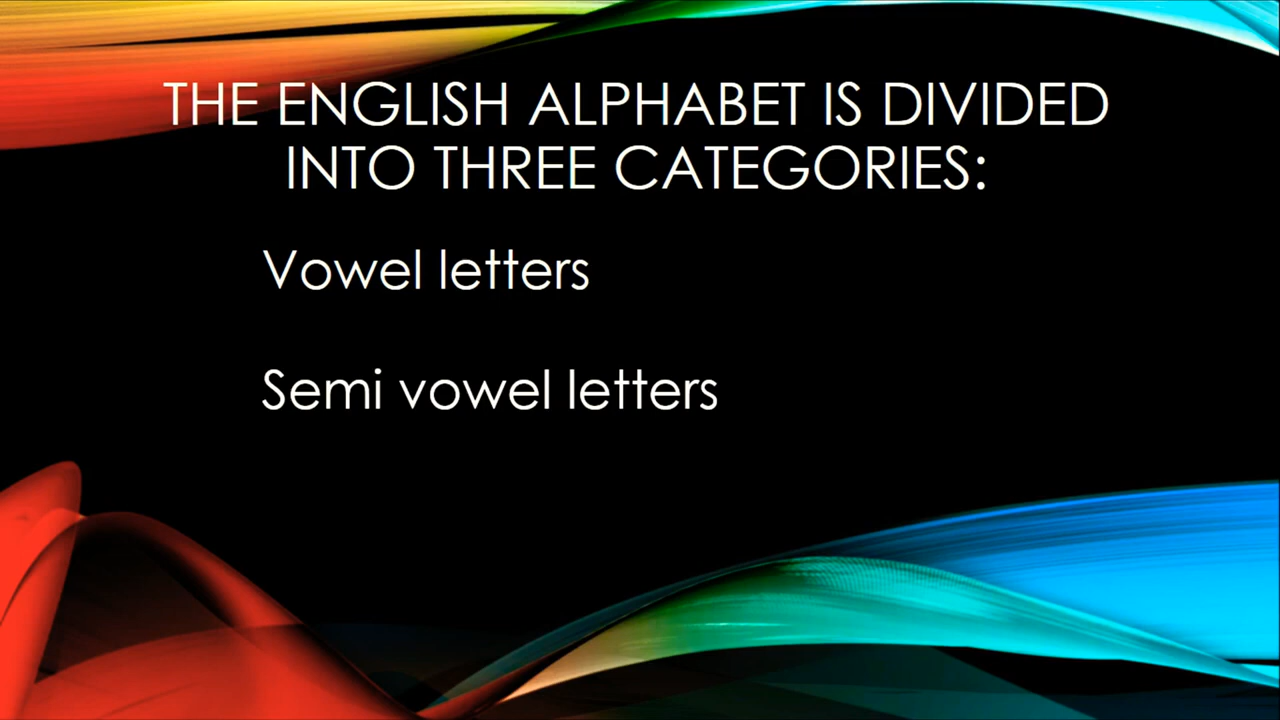 THE ENGLISH ALPHABET IS DIVIDED
INTO THREE CATEGORIES:
Vowel letters
Semi vowel letters